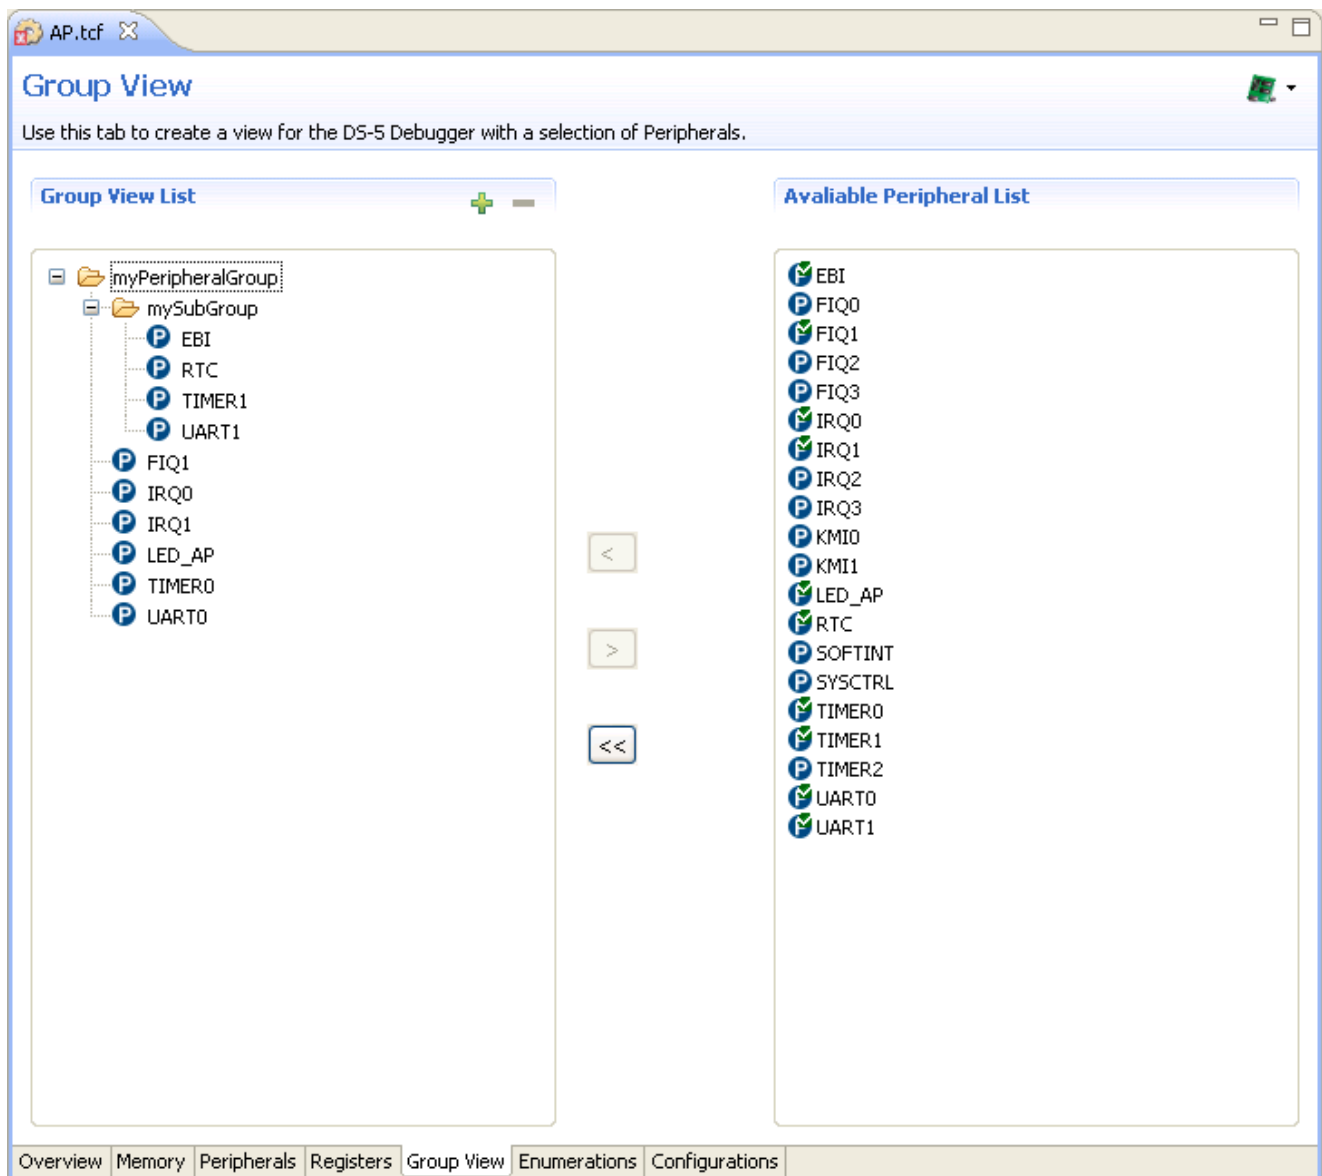 AP.tcf
Group View
Use this tab to create a view for the DS-5 Debugger with a selection of Peripherals.
Group View List
myPeripheralGroup
mySubGroup
EBI
RTC
TIMER1
UART1
FIQ1
IRQ0
IRQ1
LED_AP
TIMER0
UART0
<
>
<<
Avaliable Peripheral List
EBI
FIQ0
FIQ1
FIQ2
FIQ3
IRQ0
IRQ1
IRQ2
IRQ3
KMI0
KMI1
LED_AP
RTC
SOFTINT
SYSCTRL
TIMER0
TIMER1
TIMER2
UART0
UART1
Overview Memory Peripherals Registers Group View Enumerations Configurations